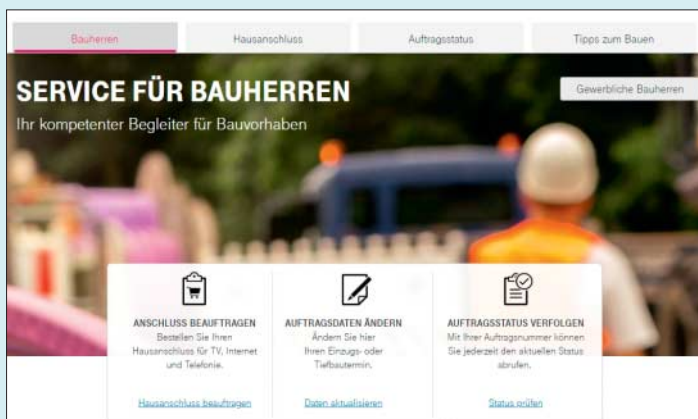 Bauherren
Hausanschluss
Auftragsstatus
Tipps zum Bauen
SERVICE FÜR BAUHERREN
Gewerbliche Bauherren
Ihr kompetenter Begleiter für Bauvorhaben
ANSCHLUSS BEAUFTRAGEN
Bestellen Sie Ihren
Hausanschluss für TV, Internet
und Telefonie.
Hausanschluss beauftragen
AUFTRAGSDATEN ÄNDERN
Ändern Sie hier
Ihren Einzugs- oder
Tiefbautermin.
Daten aktualisieren
AUFTRAGSSTATUS VERFOLGEN
Mit Ihrer Auftragsnummer können
Sie jederzeit den aktuellen Status
abrufen.
Status prüfen